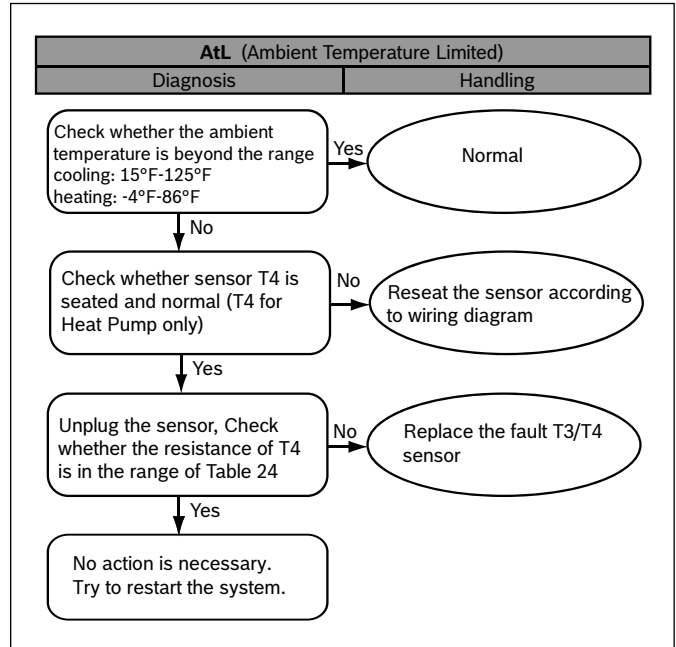 AtL (Ambient Temperature Limited)
Diagnosis
Handling
Check whether the ambient
temperature is beyond the range
cooling: 15°F-125°F
heating: -4°F-86°F
Yes
Normal
No
Check whether sensor T4 is
seated and normal (T4 for
Heat Pump only)
No
Reseat the sensor according
to wiring diagram
Yes
Unplug the sensor, Check
whether the resistance of T4
is in the range of Table 24
No
Replace the fault T3/T4
sensor
Yes
No action is necessary.
Try to restart the system.